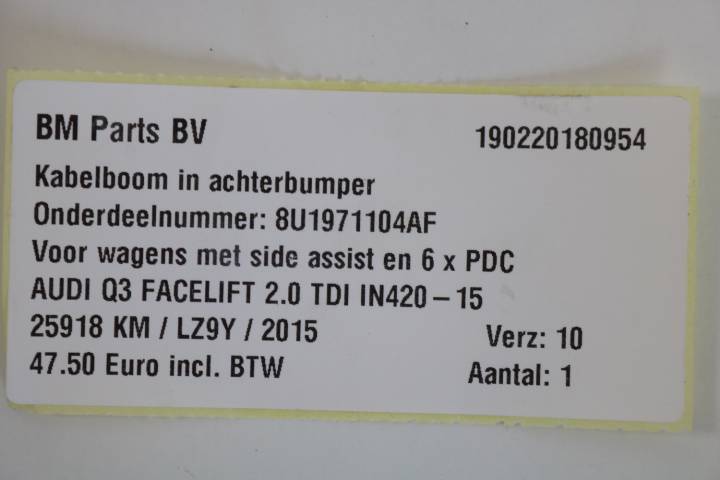 BM Parts BV 190220180954
Kabelboom in achterbumper
Onderdeelnummer: 8U1971104AF
Voor wagens met side assist en 6 x PDC
AUDI Q3 FACELIFT 2.0 TDI IN420 – 15
25918 KM / LZ9Y / 2015 Verz: 10
47.50 Euro incl. BTW Aantal: 1